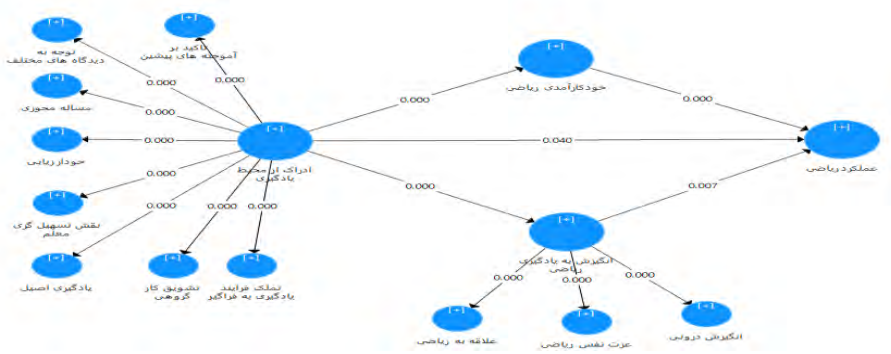 [+]
توجه به
دیدگاه های مختلف
[+]
تاکید بر
آموخته های پیشین
[+]
مساله محوری
[+]
خودارزیابی
[+]
نقش تسهیل گری
معلم
[+]
یادگیری اصیل
[+]
تشویق کار
گروهی
[+]
تملک فرایند
یادگیری به فراگیر
[+]
ادراک از محیط
یادگیری
[+]
خودکارآمدی ریاضی
[+]
عملکرد ریاضی
[+]
انگیزش به یادگیری
ریاضی
[+]
علاقه به ریاضی
[+]
عزت نفس ریاضی
[+]
انگیزش درونی
0.000
0.000
0.000
0.000
0.000
0.000
0.000
0.000
0.000
0.000
0.040
0.000
0.007
0.000
0.000
0.000